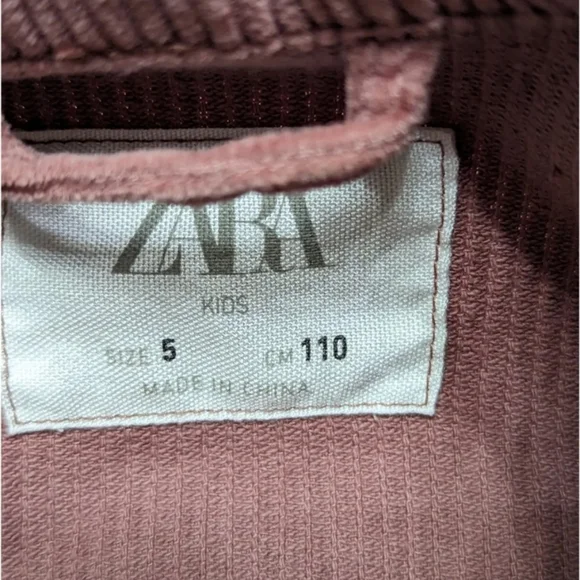 ZARA
KIDS
SIZE 5 CM 110
MADE IN CHINA